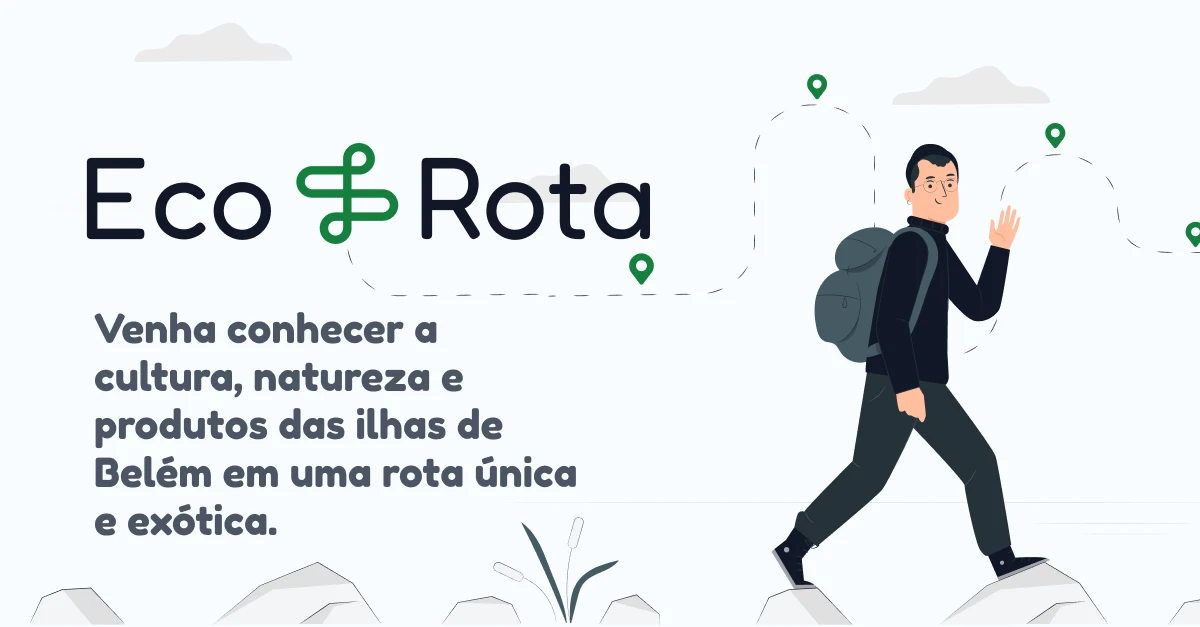 Eco Rota
Venha conhecer a
cultura, natureza e
produtos das ilhas de
Belém em uma rota única
e exótica.